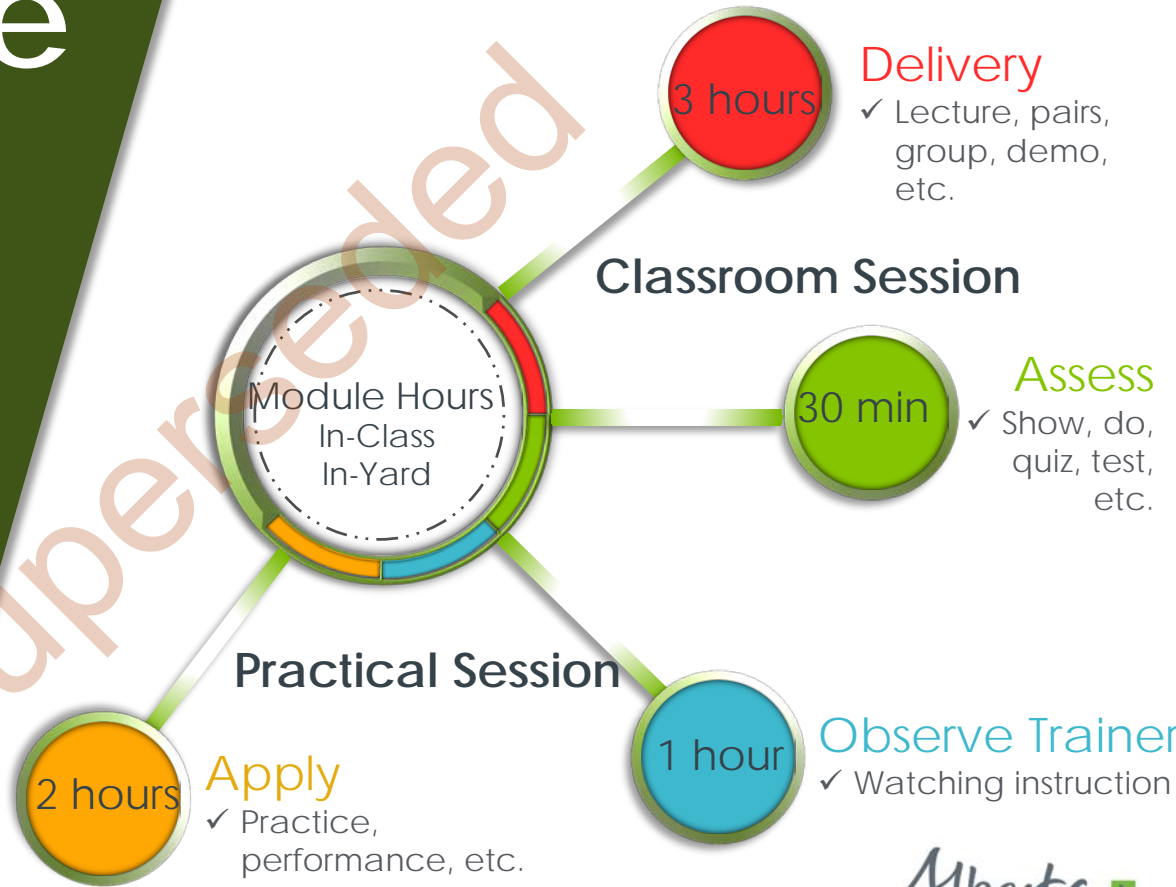 e
3 hours
Delivery
✓ Lecture, pairs,
group, demo,
etc.
Classroom Session
Module Hours
In-Class
In-Yard
30 min
Assess
✓ Show, do,
quiz, test,
etc.
Practical Session
1 hour
Observe Trainer
✓ Watching instruction
2 hours
Apply
✓ Practice,
performance, etc.
uperseded